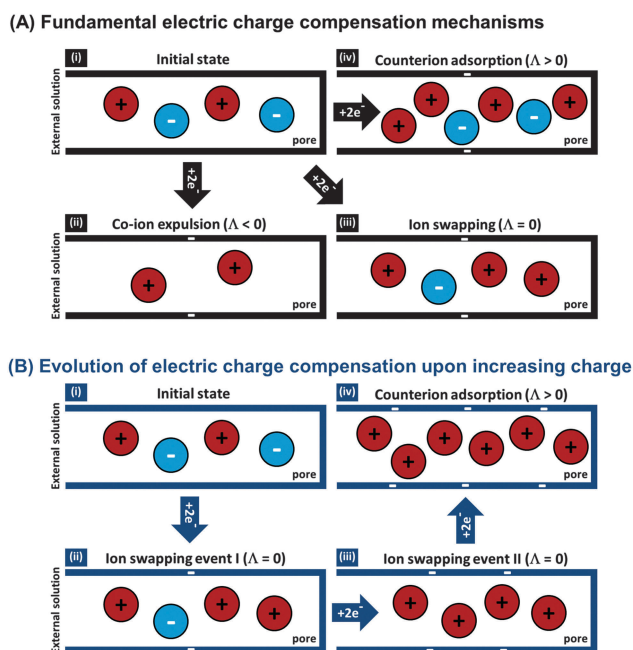 (A) Fundamental electric charge compensation mechanisms
(i) Initial state
External solution
+ - + -
pore
+2e-
(iv) Counterion adsorption (Λ > 0)
+ + - + - +
pore
+2e-
+2e-
(ii) Co-ion expulsion (Λ < 0)
External solution
+ +
pore
(iii) Ion swapping (Λ = 0)
+ - + +
pore
(B) Evolution of electric charge compensation upon increasing charge
(i) Initial state
External solution
+ - + -
pore
(iv) Counterion adsorption (Λ > 0)
+ + + + + +
pore
+2e-
+2e-
(ii) Ion swapping event I (Λ = 0)
External solution
+ - + +
pore
+2e-
(iii) Ion swapping event II (Λ = 0)
+ + + +
pore